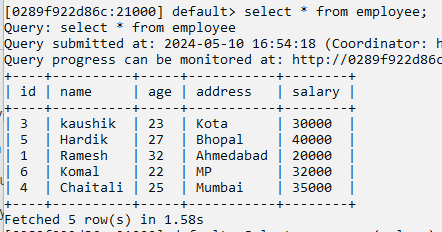 [0289f922d86c:21000] default> select * from employee;
Query: select * from employee
Query submitted at: 2024-05-10 16:54:18 (Coordinator: h
Query progress can be monitored at: http://0289f922d86c
+----+----------+-----+-----------+--------+
| id | name     | age | address   | salary |
+----+----------+-----+-----------+--------+
| 3  | kaushik  | 23  | Kota      | 30000  |
| 5  | Hardik   | 27  | Bhopal    | 40000  |
| 1  | Ramesh   | 32  | Ahmedabad | 20000  |
| 6  | Komal    | 22  | MP        | 32000  |
| 4  | Chaitali | 25  | Mumbai    | 35000  |
+----+----------+-----+-----------+--------+
Fetched 5 row(s) in 1.58s